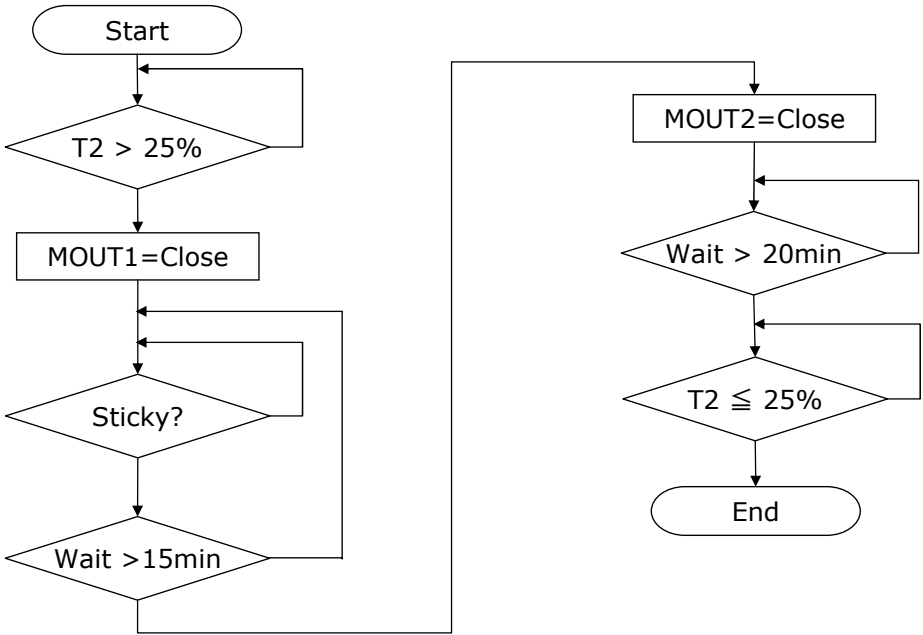 Start
T2 > 25%
MOUT1=Close
Sticky?
Wait >15min
MOUT2=Close
Wait > 20min
T2 ≦ 25%
End